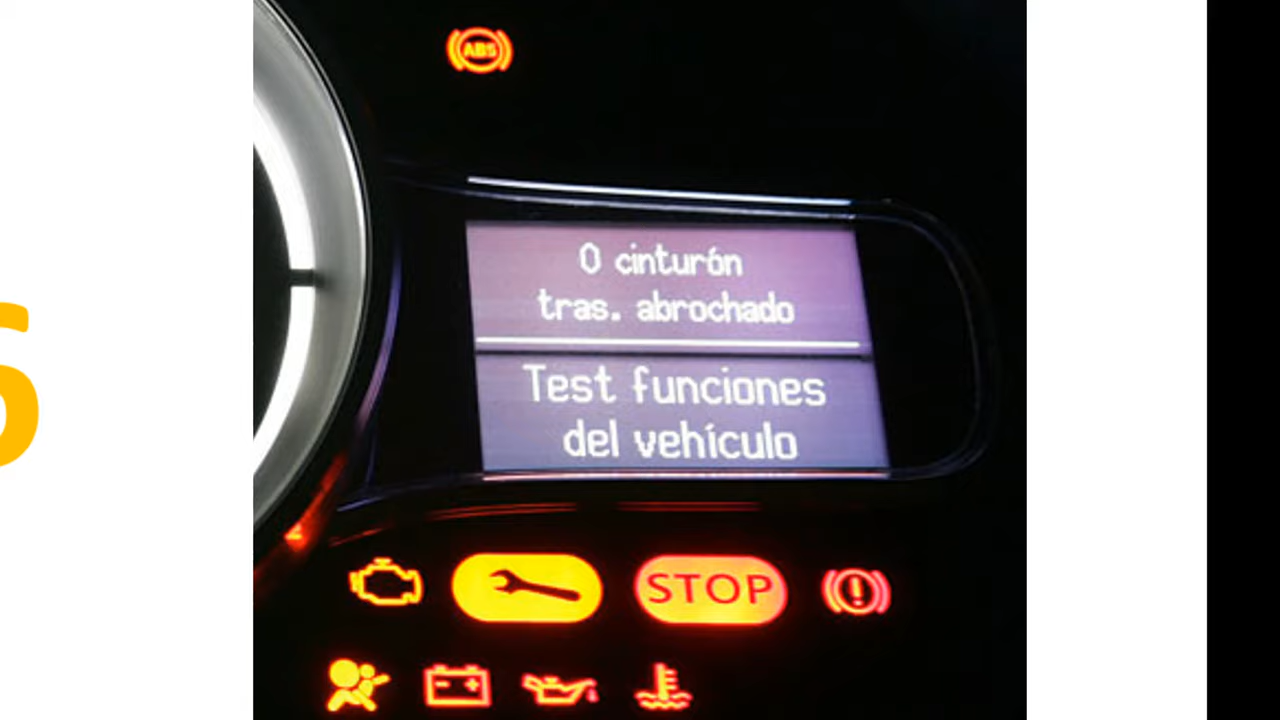 ABS
0 cinturón
tras. abrochado
Test funciones
del vehículo
STOP